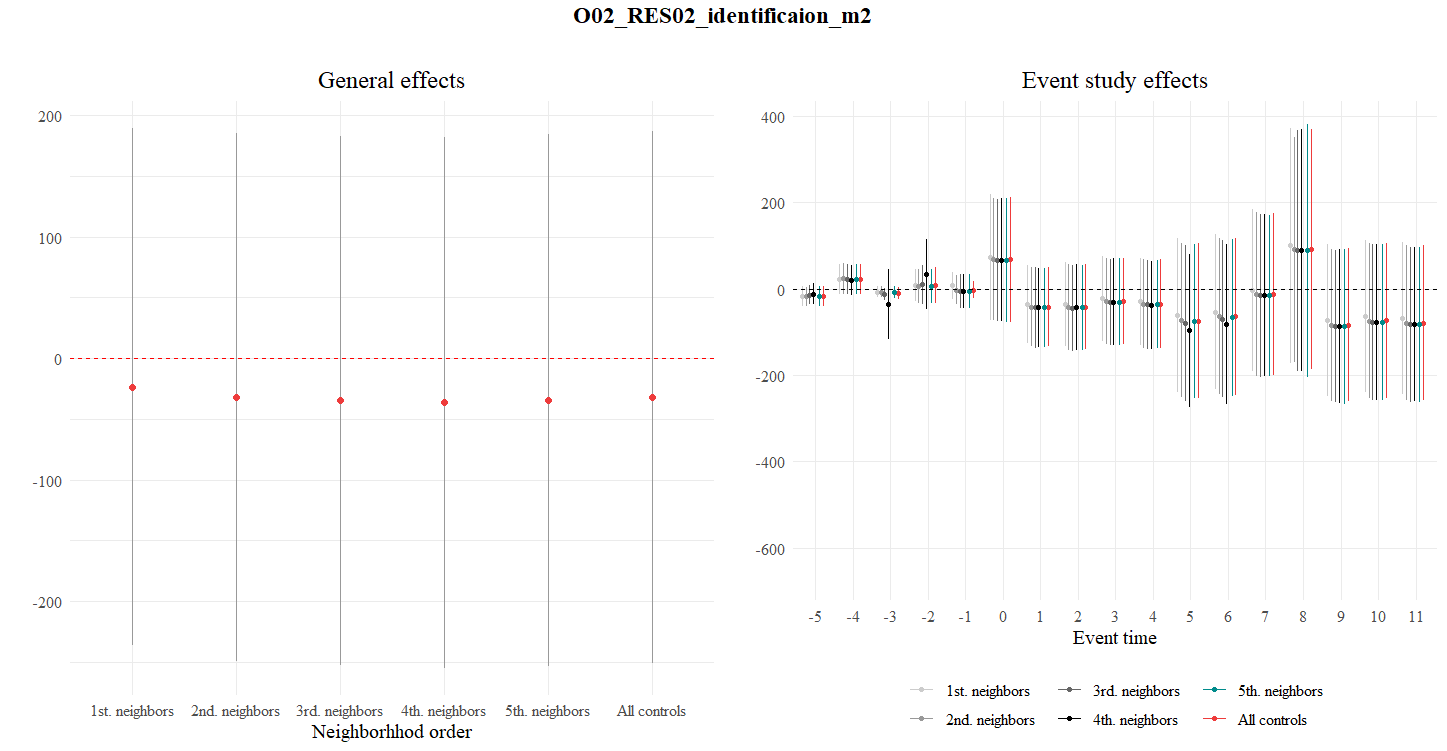 O02_RES02_identificaion_m2
General effects
200
100
0
-100
-200
1st. neighbors 2nd. neighbors 3rd. neighbors 4th. neighbors 5th. neighbors All controls
Neighborhhod order
Event study effects
400
200
0
-200
-400
-600
-5 -4 -3 -2 -1 0 1 2 3 4 5 6 7 8 9 10 11
Event time
1st. neighbors 3rd. neighbors 5th. neighbors
2nd. neighbors 4th. neighbors All controls